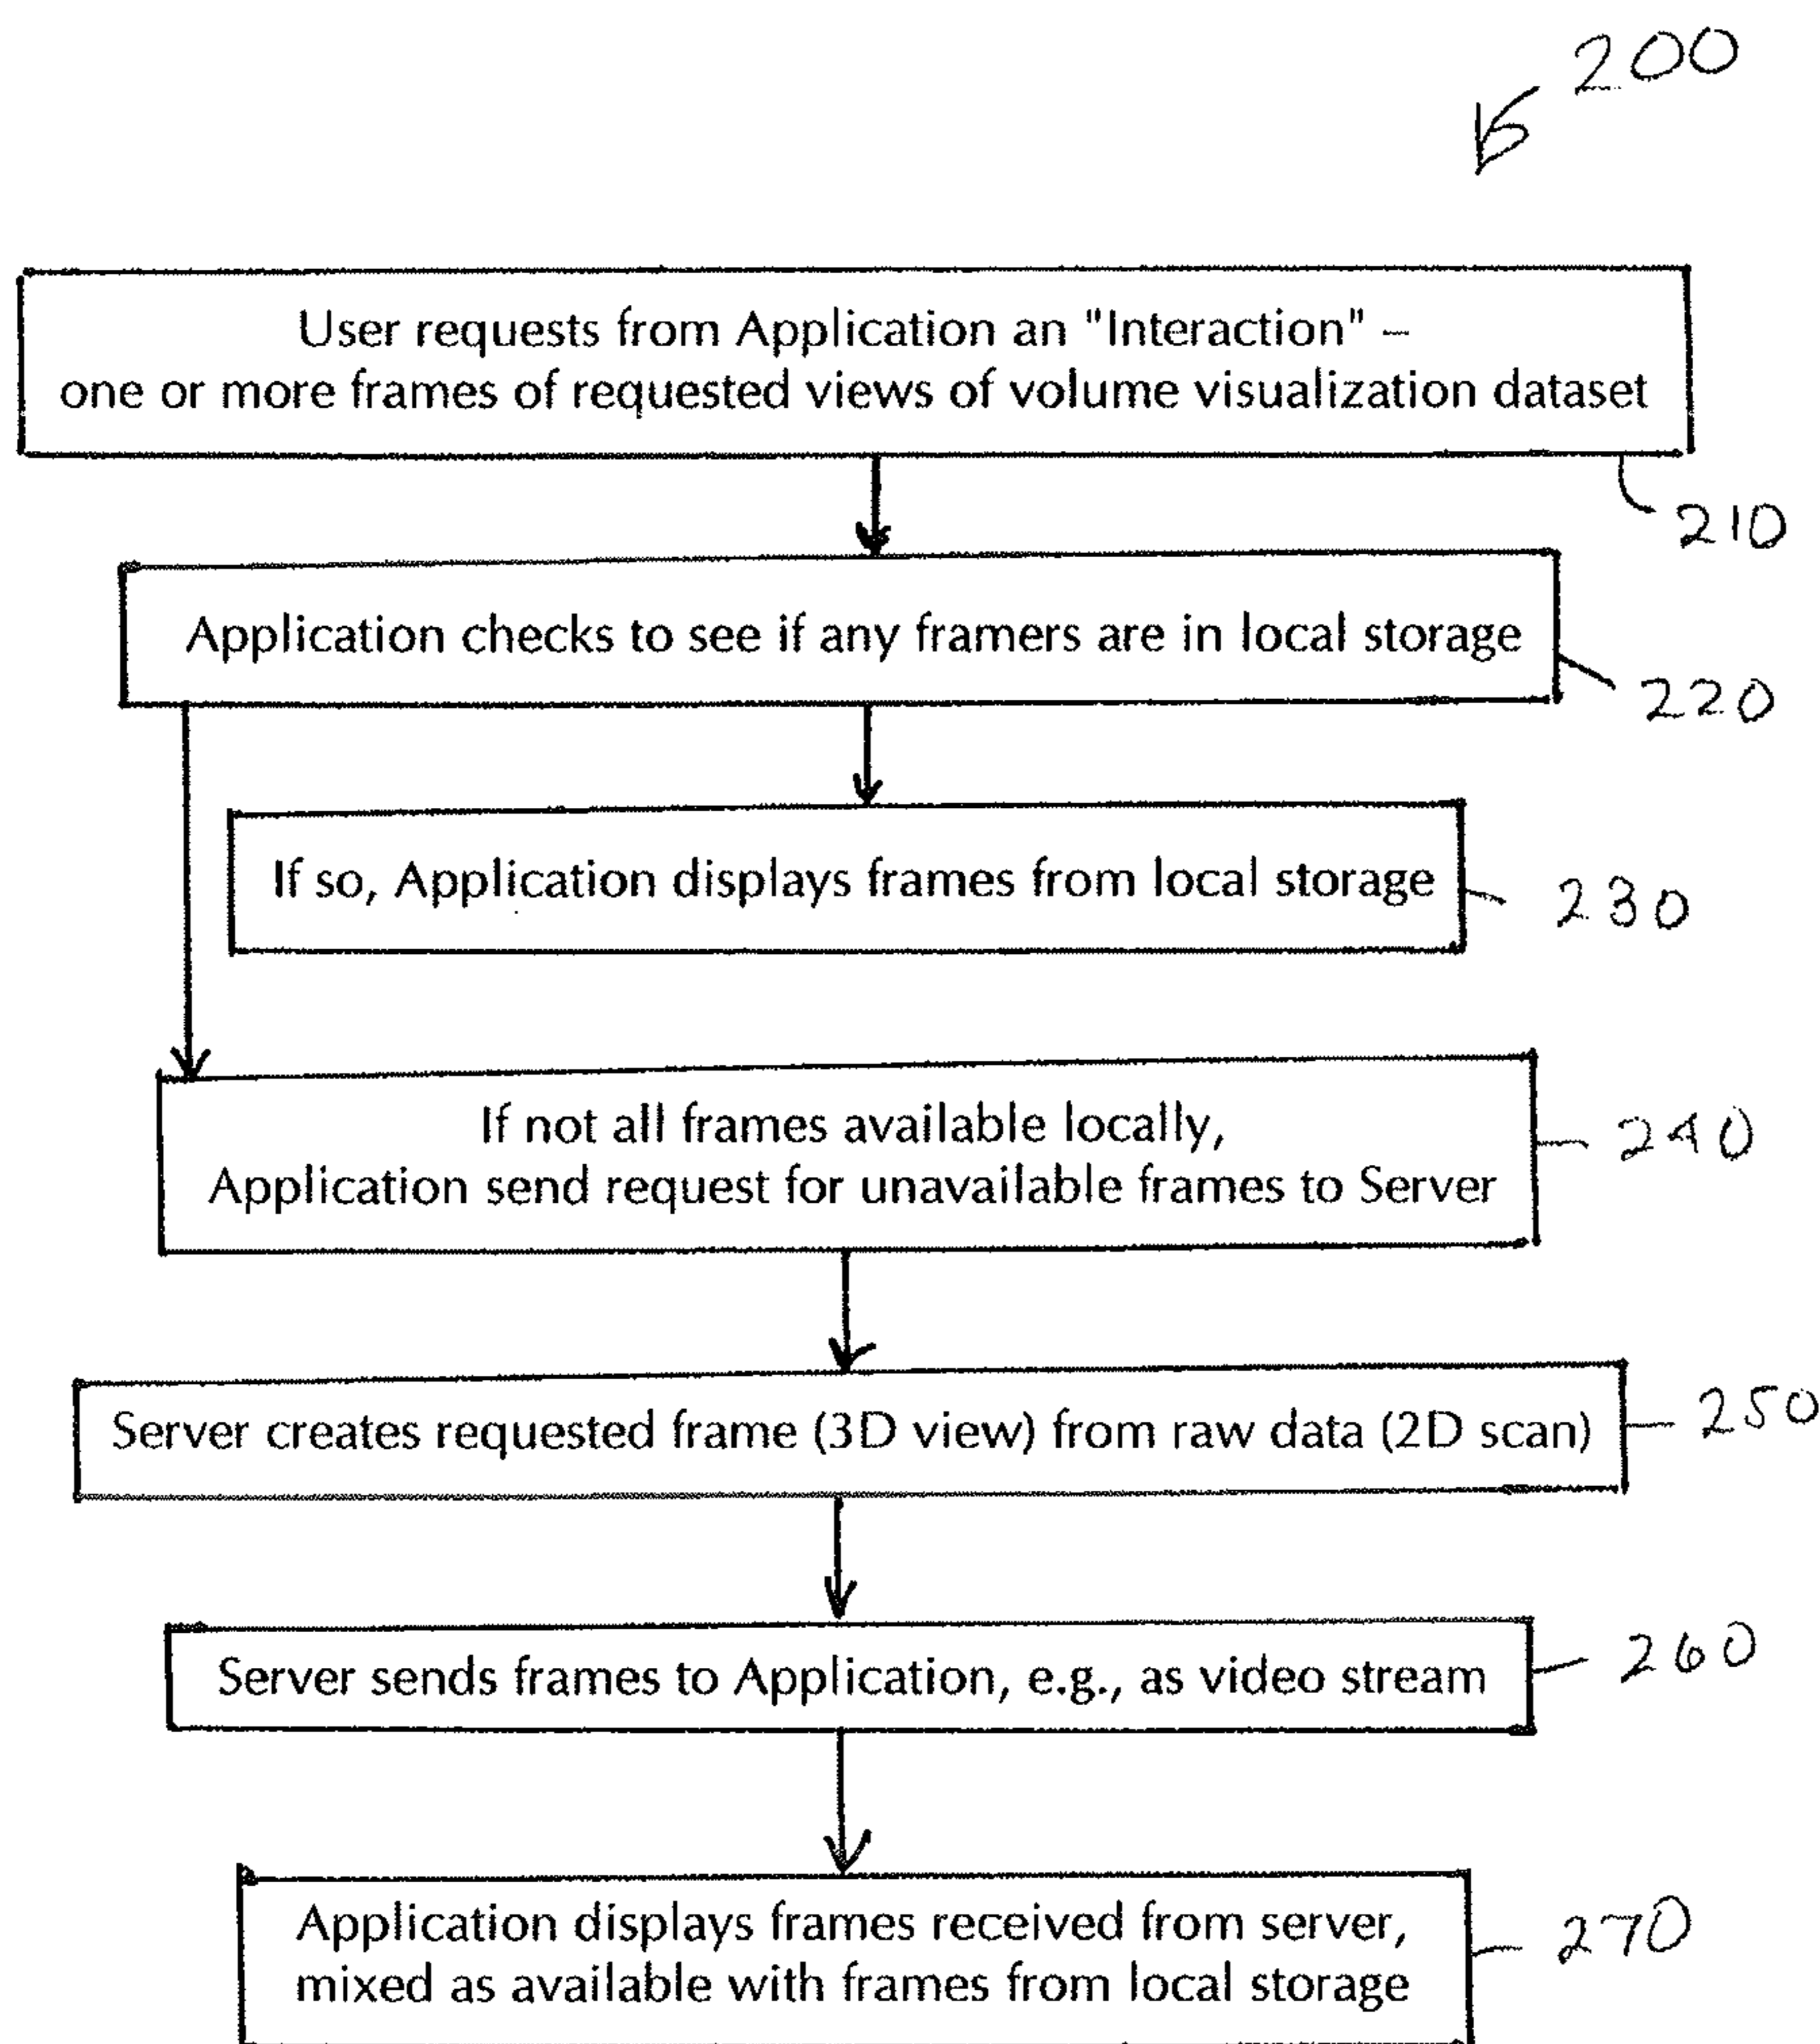 200
User requests from Application an "Interaction" –
one or more frames of requested views of volume visualization dataset
210
Application checks to see if any framers are in local storage
220
If so, Application displays frames from local storage
230
If not all frames available locally,
Application send request for unavailable frames to Server
240
Server creates requested frame (3D view) from raw data (2D scan)
250
Server sends frames to Application, e.g., as video stream
260
Application displays frames received from server,
mixed as available with frames from local storage
270